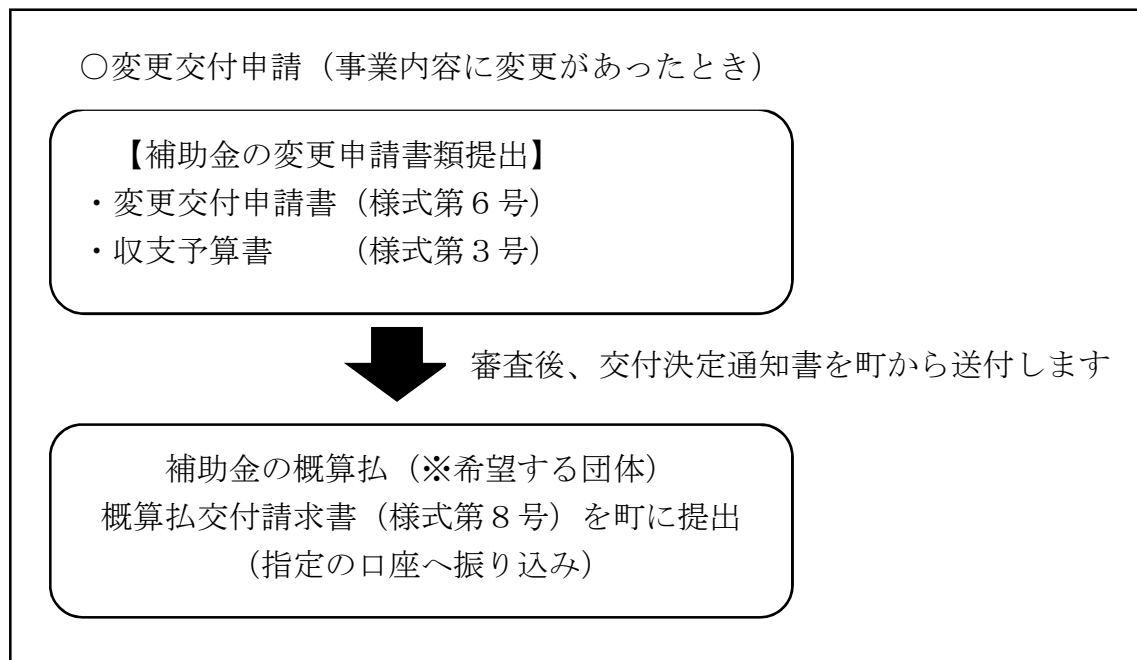 ○変更交付申請（事業内容に変更があったとき）
【補助金の変更申請書類提出】
・変更交付申請書（様式第６号）
・収支予算書　　（様式第３号）
審査後、交付決定通知書を町から送付します
補助金の概算払（※希望する団体）
概算払交付請求書（様式第８号）を町に提出
（指定の口座へ振り込み）